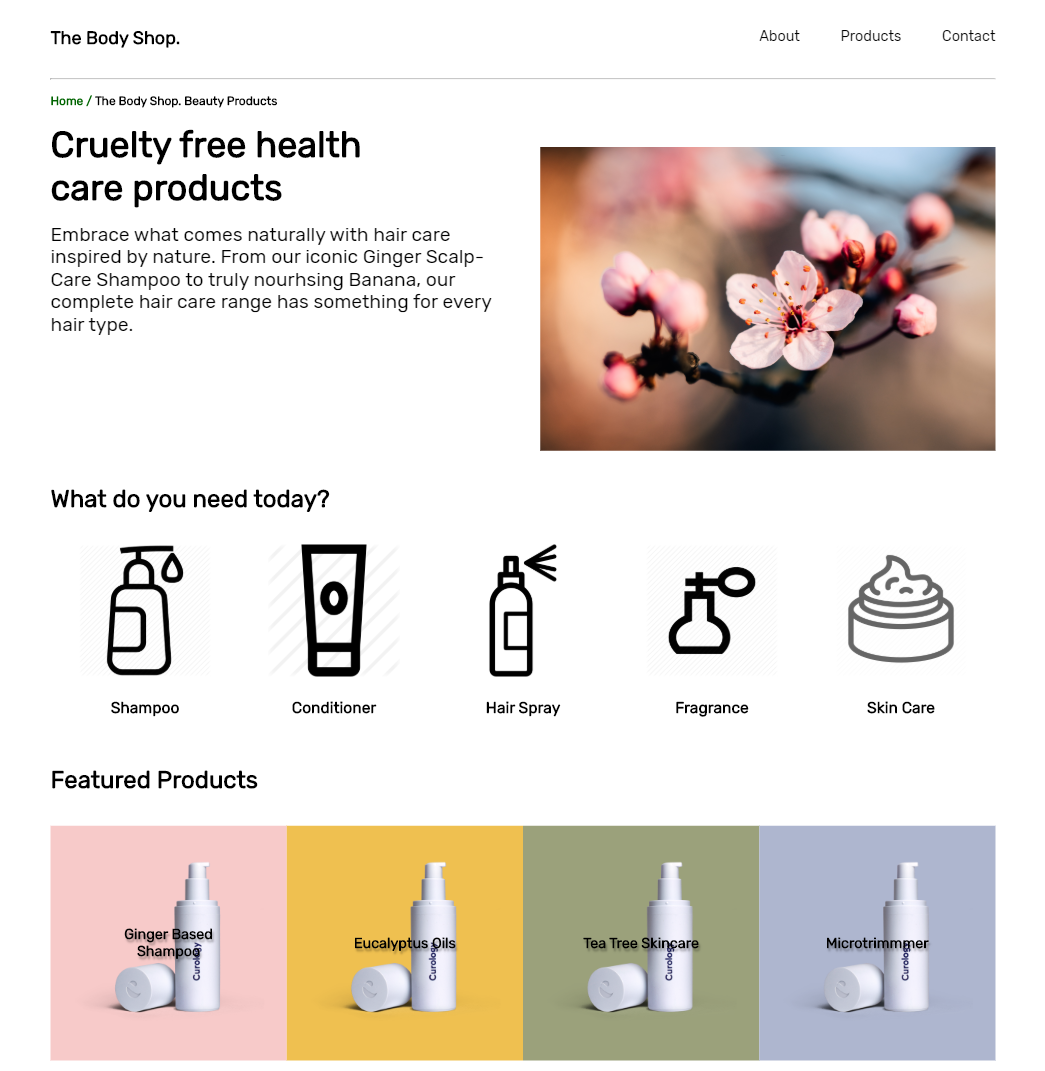 The Body Shop.
About Products Contact
Home / The Body Shop. Beauty Products
Cruelty free health
care products
Embrace what comes naturally with hair care
inspired by nature. From our iconic Ginger Scalp-
Care Shampoo to truly nourhsing Banana, our
complete hair care range has something for every
hair type.
What do you need today?
Shampoo
Conditioner
Hair Spray
Fragrance
Skin Care
Featured Products
Ginger Based
Shampoo
Curology
Eucalyptus Oils
Curology
Tea Tree Skincare
Curology
Microtrimmmer
Curology